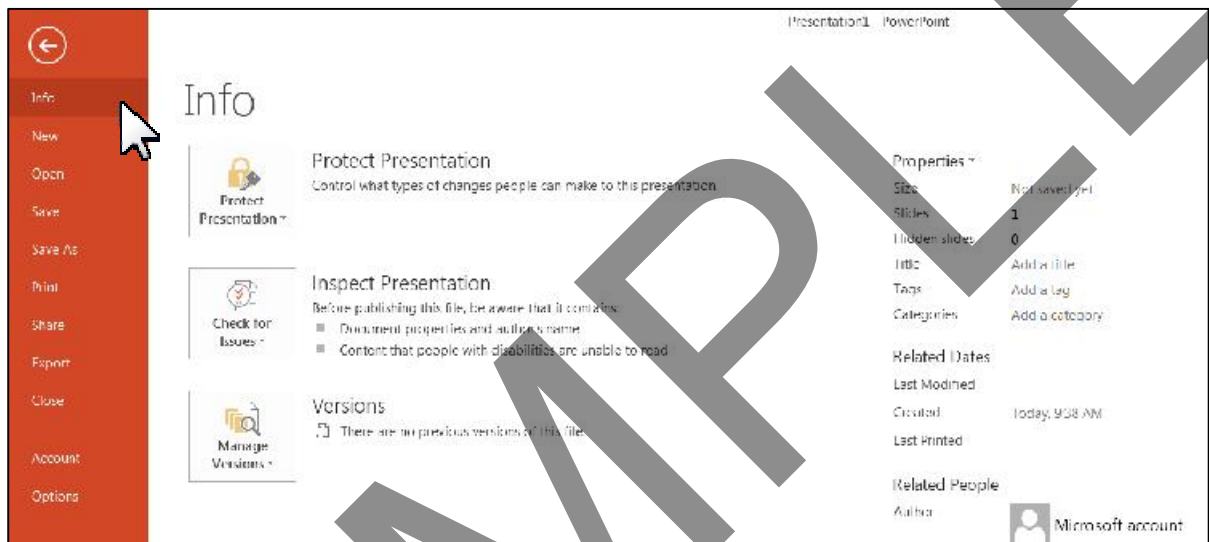 Presentation1 PowerPoint
Info
New
Open
Save
Save As
Print
Share
Export
Close
Account
Options
Info
Protect Presentation
Protect Presentation
Control what types of changes people can make to this presentation
Check for
Issues
Inspect Presentation
Before publishing this file, be aware that it contains:
Document properties and author's name
Content that people with disabilities are unable to read
Manage
Versions
Versions
There are no previous versions of this file
Properties
Size Not saved yet
Slides 1
Hidden slides 0
Title Add a title
Tags Add a tag
Categories Add a category
Related Dates
Last Modified
Created Today, 9:38 AM
Last Printed
Related People
Author Microsoft account